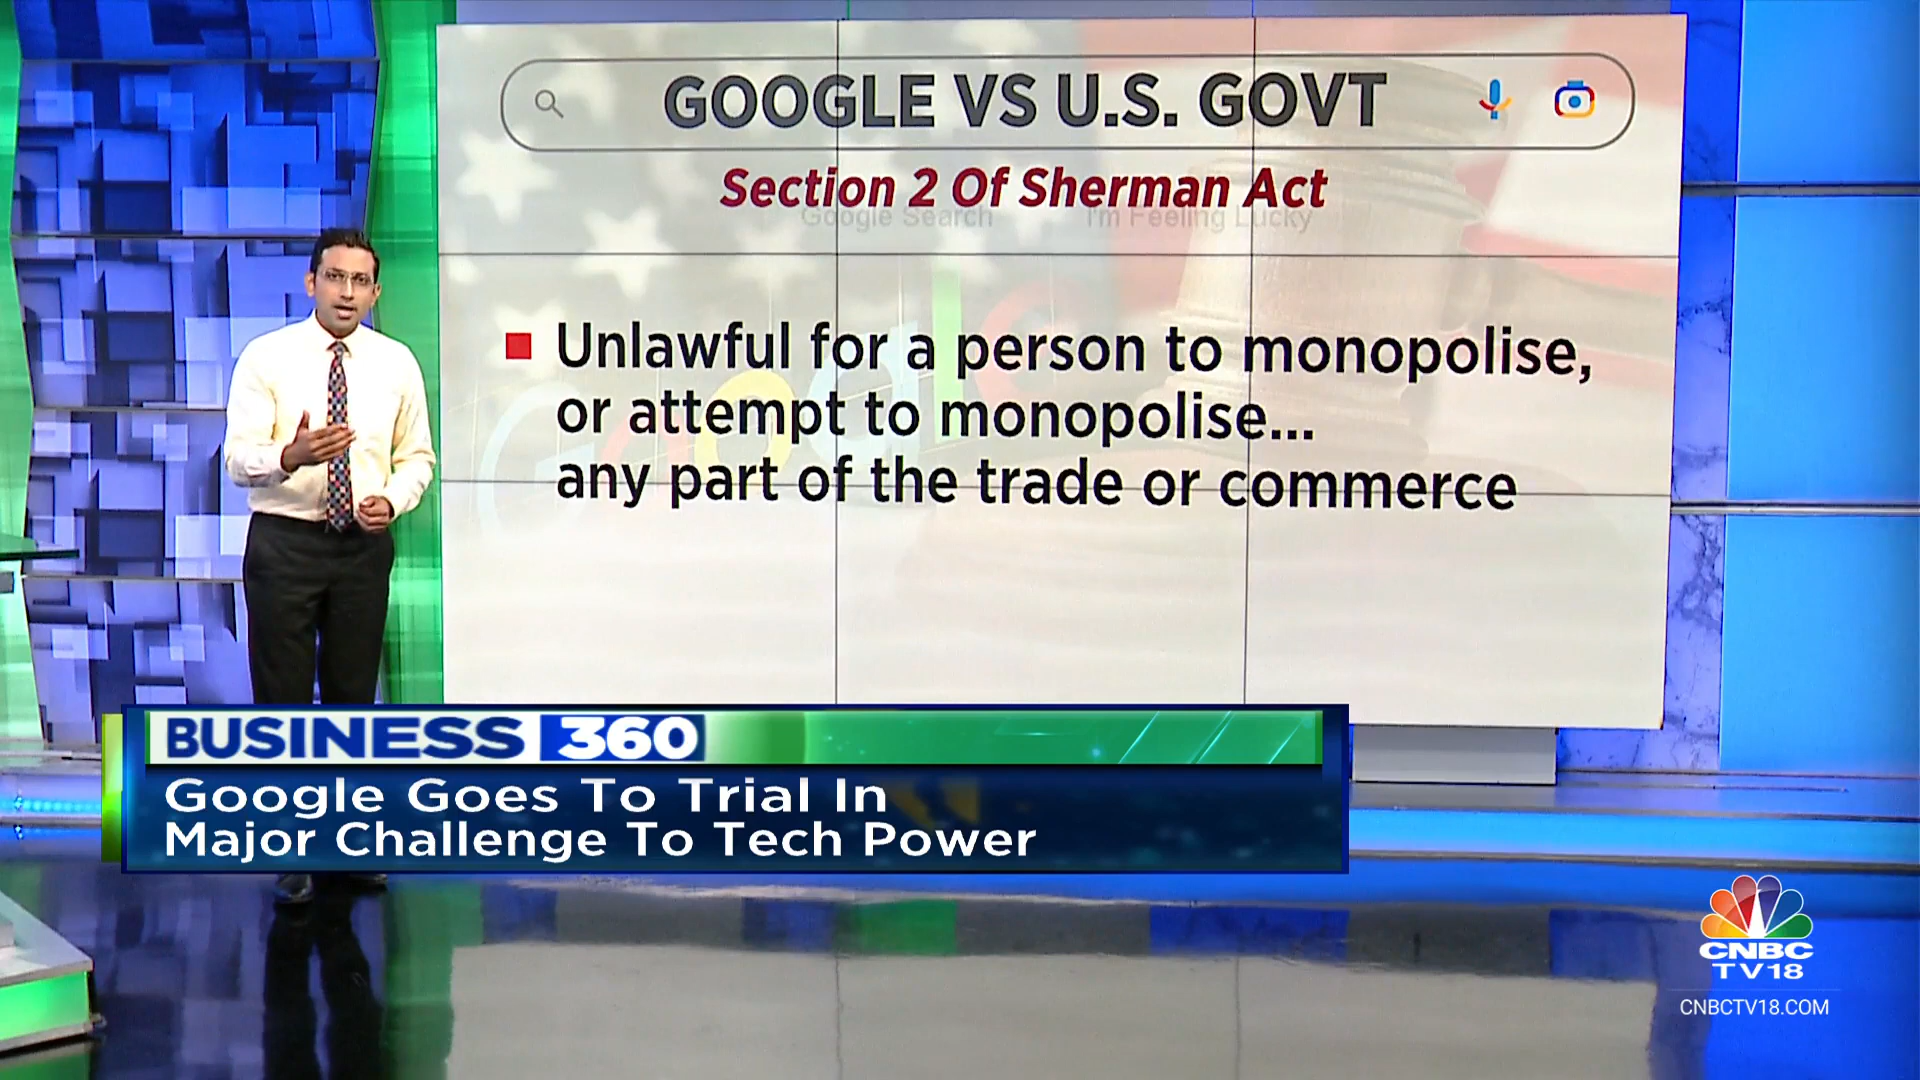 GOOGLE VS U.S. GOVT
Section 2 Of Sherman Act
Google Search I'm Feeling Lucky
Google
Unlawful for a person to monopolise,
or attempt to monopolise...
any part of the trade or commerce
BUSINESS 360
Google Goes To Trial In
Major Challenge To Tech Power
CNBC
TV18
CNBCTV18.COM